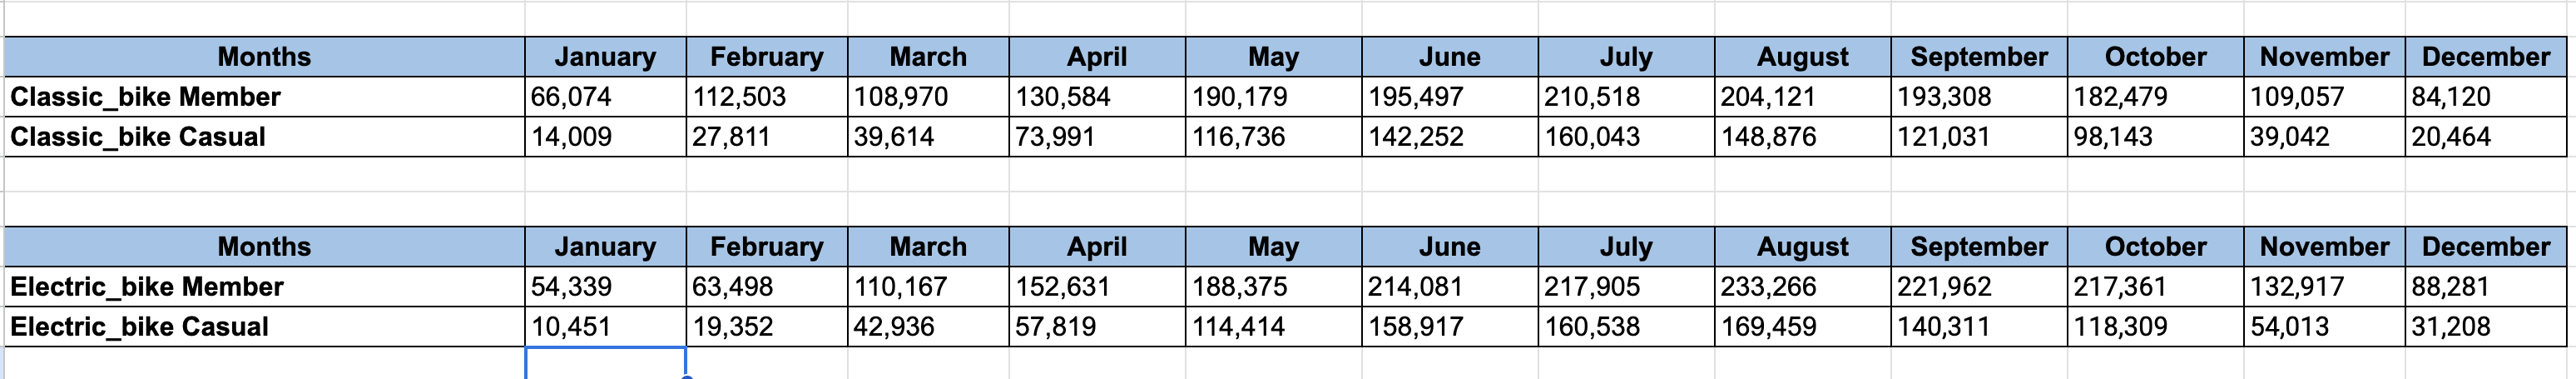 Months January February March April May June July August September October November December
Classic_bike Member 66,074 112,503 108,970 130,584 190,179 195,497 210,518 204,121 193,308 182,479 109,057 84,120
Classic_bike Casual 14,009 27,811 39,614 73,991 116,736 142,252 160,043 148,876 121,031 98,143 39,042 20,464
Months January February March April May June July August September October November December
Electric_bike Member 54,339 63,498 110,167 152,631 188,375 214,081 217,905 233,266 221,962 217,361 132,917 88,281
Electric_bike Casual 10,451 19,352 42,936 57,819 114,414 158,917 160,538 169,459 140,311 118,309 54,013 31,208